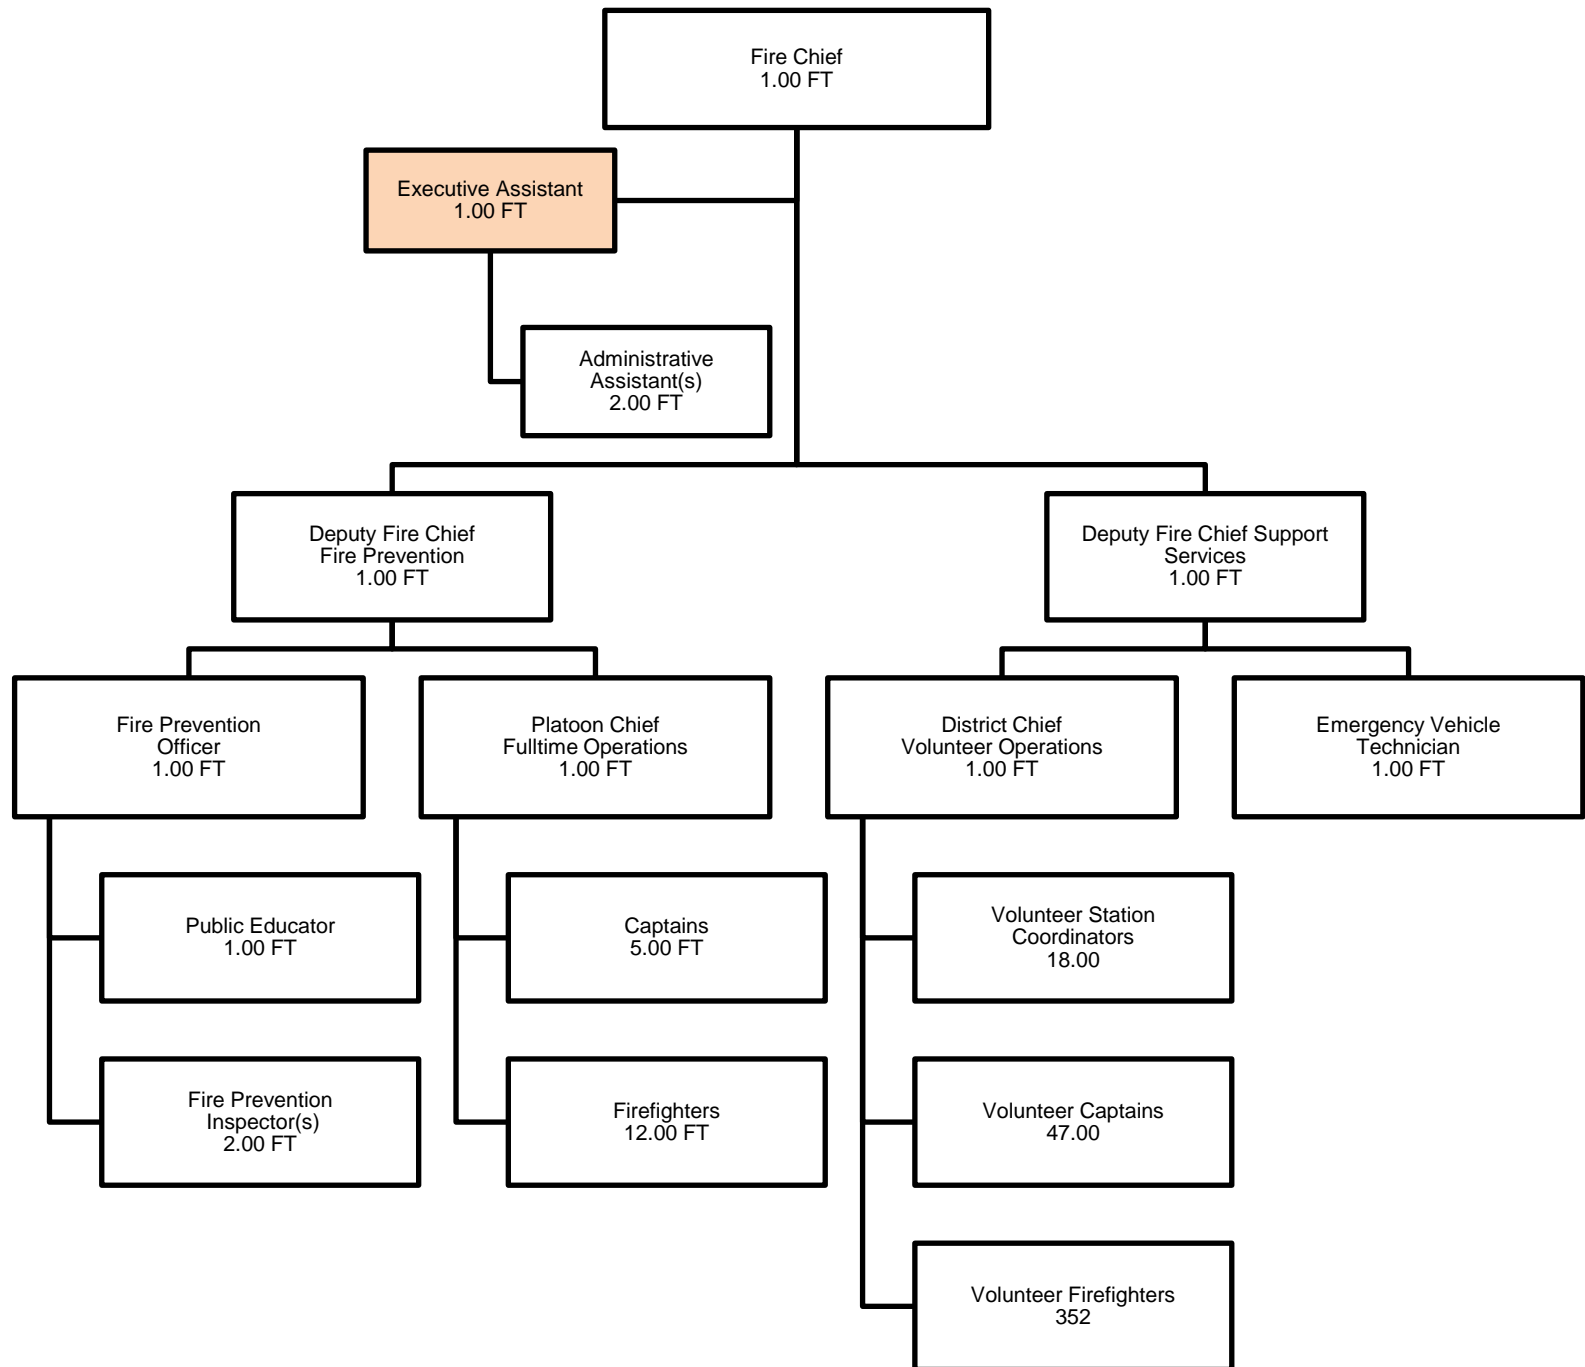 Fire Chief
1.00 FT
Executive Assistant
1.00 FT
Administrative
Assistant(s)
2.00 FT
Deputy Fire Chief
Fire Prevention
1.00 FT
Deputy Fire Chief Support
Services
1.00 FT
Fire Prevention
Officer
1.00 FT
Platoon Chief
Fulltime Operations
1.00 FT
District Chief
Volunteer Operations
1.00 FT
Emergency Vehicle
Technician
1.00 FT
Public Educator
1.00 FT
Captains
5.00 FT
Volunteer Station
Coordinators
18.00
Fire Prevention
Inspector(s)
2.00 FT
Firefighters
12.00 FT
Volunteer Captains
47.00
Volunteer Firefighters
352